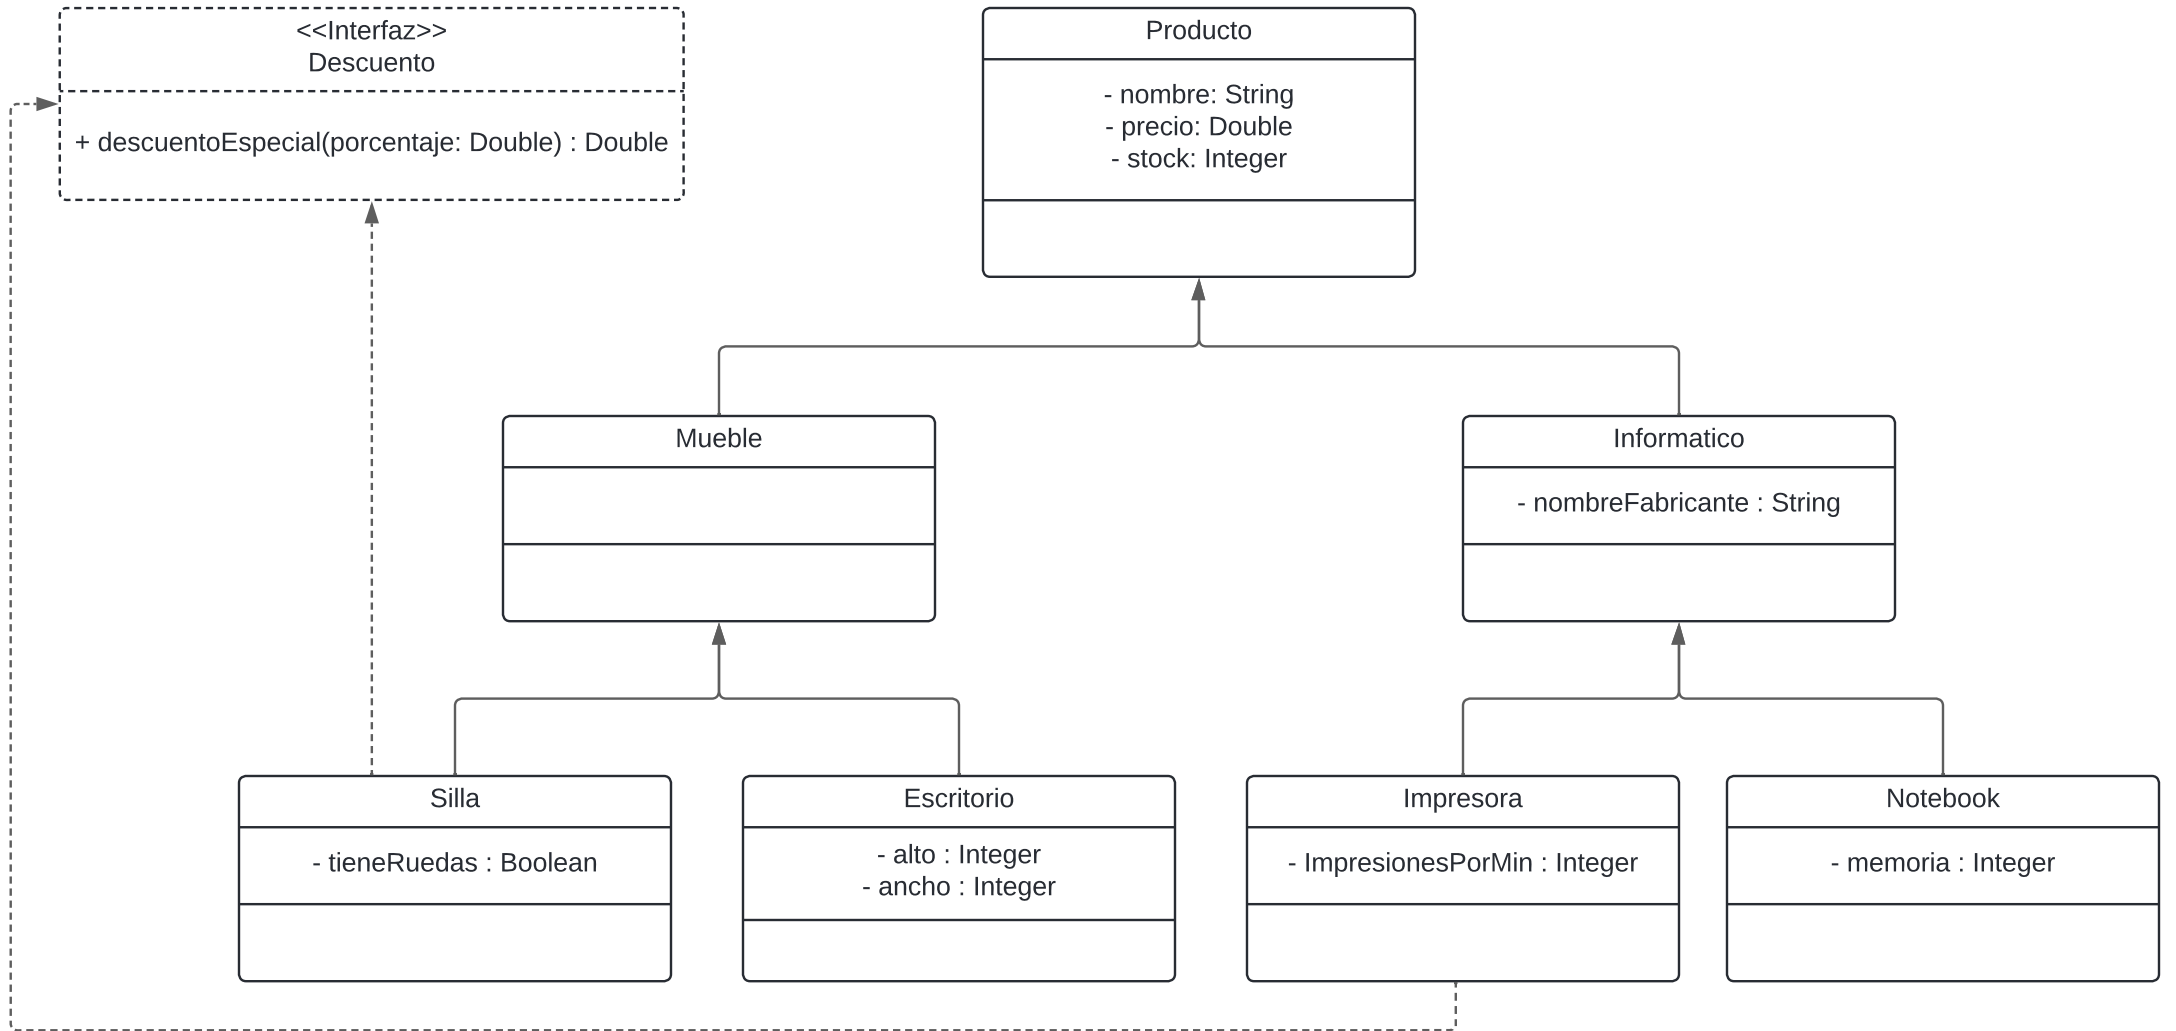 <<Interfaz>>
Descuento
+ descuentoEspecial(porcentaje: Double) : Double
Producto
- nombre: String
- precio: Double
- stock: Integer
Mueble
Informatico
- nombreFabricante : String
Silla
- tieneRuedas : Boolean
Escritorio
- alto : Integer
- ancho : Integer
Impresora
- ImpresionesPorMin : Integer
Notebook
- memoria : Integer